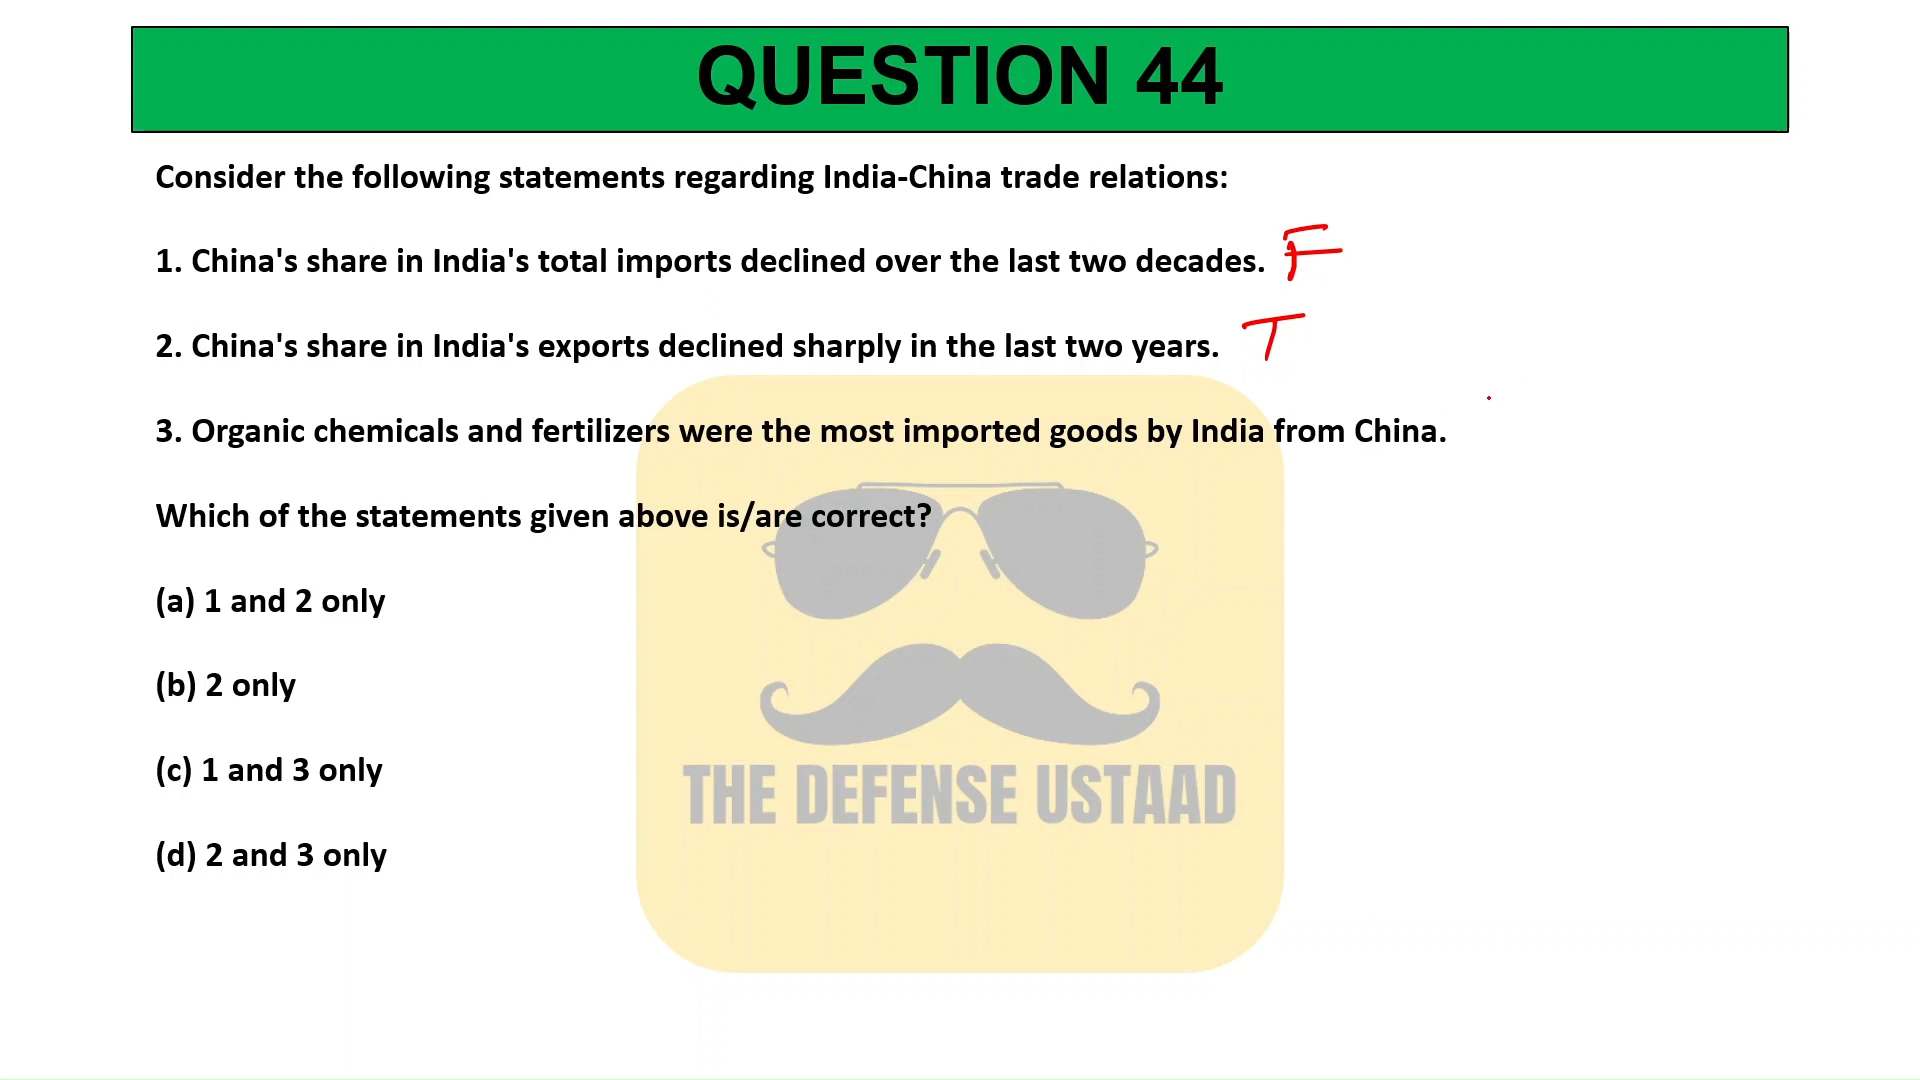 QUESTION 44
Consider the following statements regarding India-China trade relations:
1. China's share in India's total imports declined over the last two decades. F
2. China's share in India's exports declined sharply in the last two years. T
3. Organic chemicals and fertilizers were the most imported goods by India from China.
Which of the statements given above is/are correct?
(a) 1 and 2 only
(b) 2 only
(c) 1 and 3 only
(d) 2 and 3 only
THE DEFENSE USTAAD